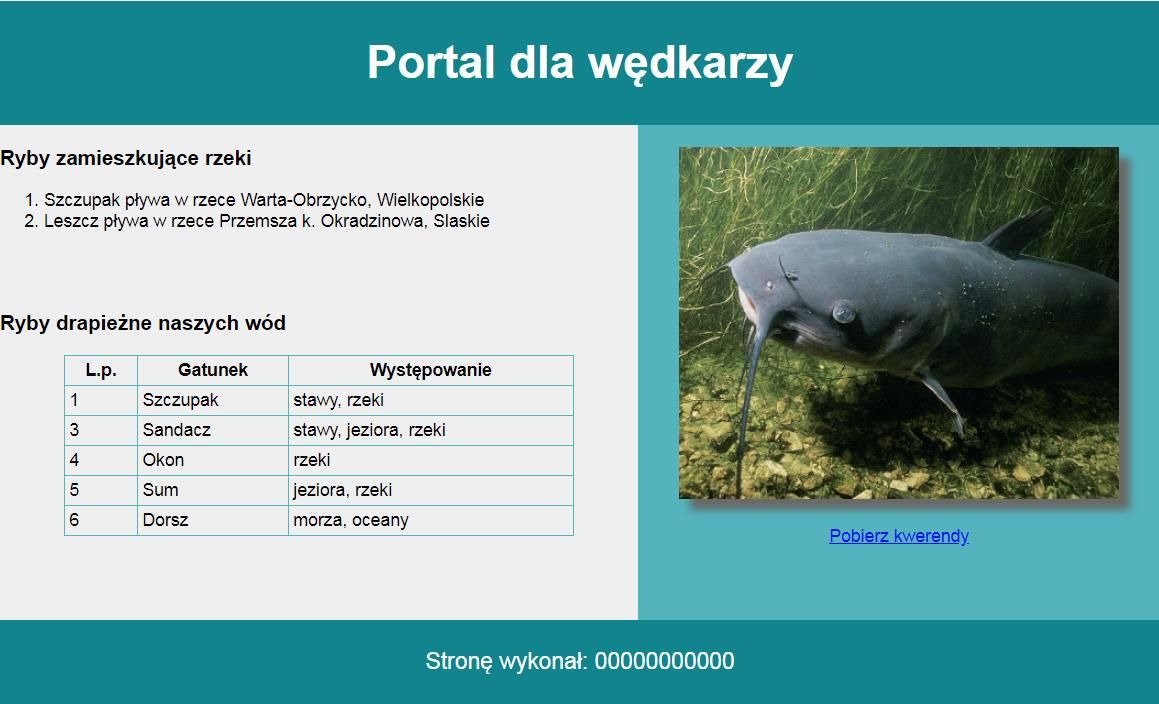 Portal dla wędkarzy
Ryby zamieszkujące rzeki
1. Szczupak pływa w rzece Warta-Obrzycko, Wielkopolskie
2. Leszcz pływa w rzece Przemsza k. Okradzinowa, Slaskie
Ryby drapieżne naszych wód
L.p. Gatunek Występowanie
1 Szczupak stawy, rzeki
3 Sandacz stawy, jeziora, rzeki
4 Okon rzeki
5 Sum jeziora, rzeki
6 Dorsz morza, oceany
Pobierz kwerendy
Stronę wykonał: 00000000000